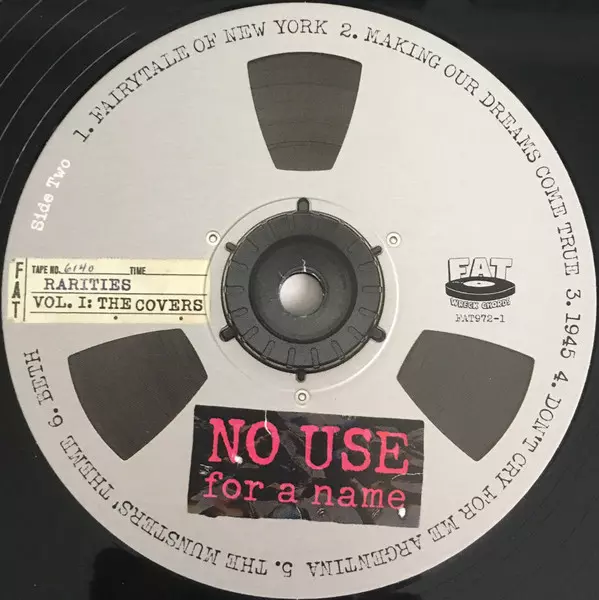 1. FAIRYTALE OF NEW YORK 2. MAKING OUR DREAMS COME TRUE 3. 1945 4. DON'T CRY FOR ME ARGENTINA 5. THE MUNSTERS' THEME 6. BETH
Side Two
FAT
TAPE NO. 6140 TIME
RARITIES
VOL. I: THE COVERS
FAT
WRECK CHORDS
FAT972-1
NO USE
for a name